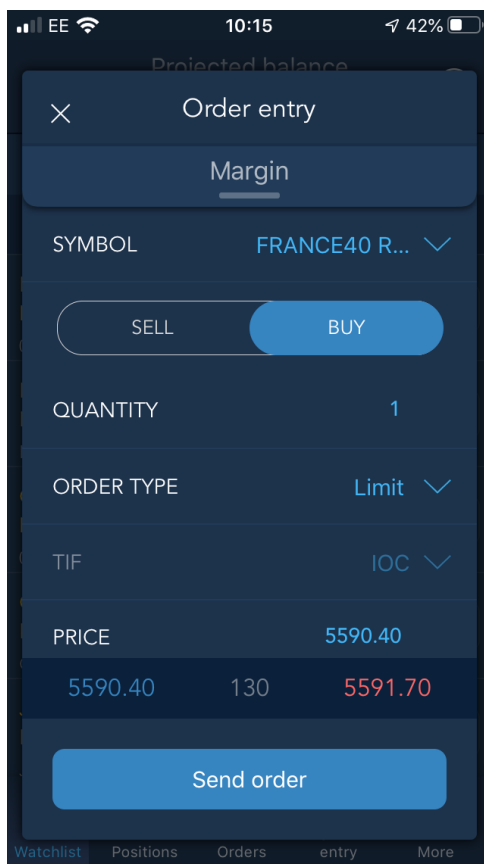 EE 10:15 42%
Projected balance
Order entry
Margin
SYMBOL FRANCE40 R...
SELL BUY
QUANTITY 1
ORDER TYPE Limit
TIF IOC
PRICE 5590.40
5590.40 130 5591.70
Send order
Watchlist Positions Orders entry More